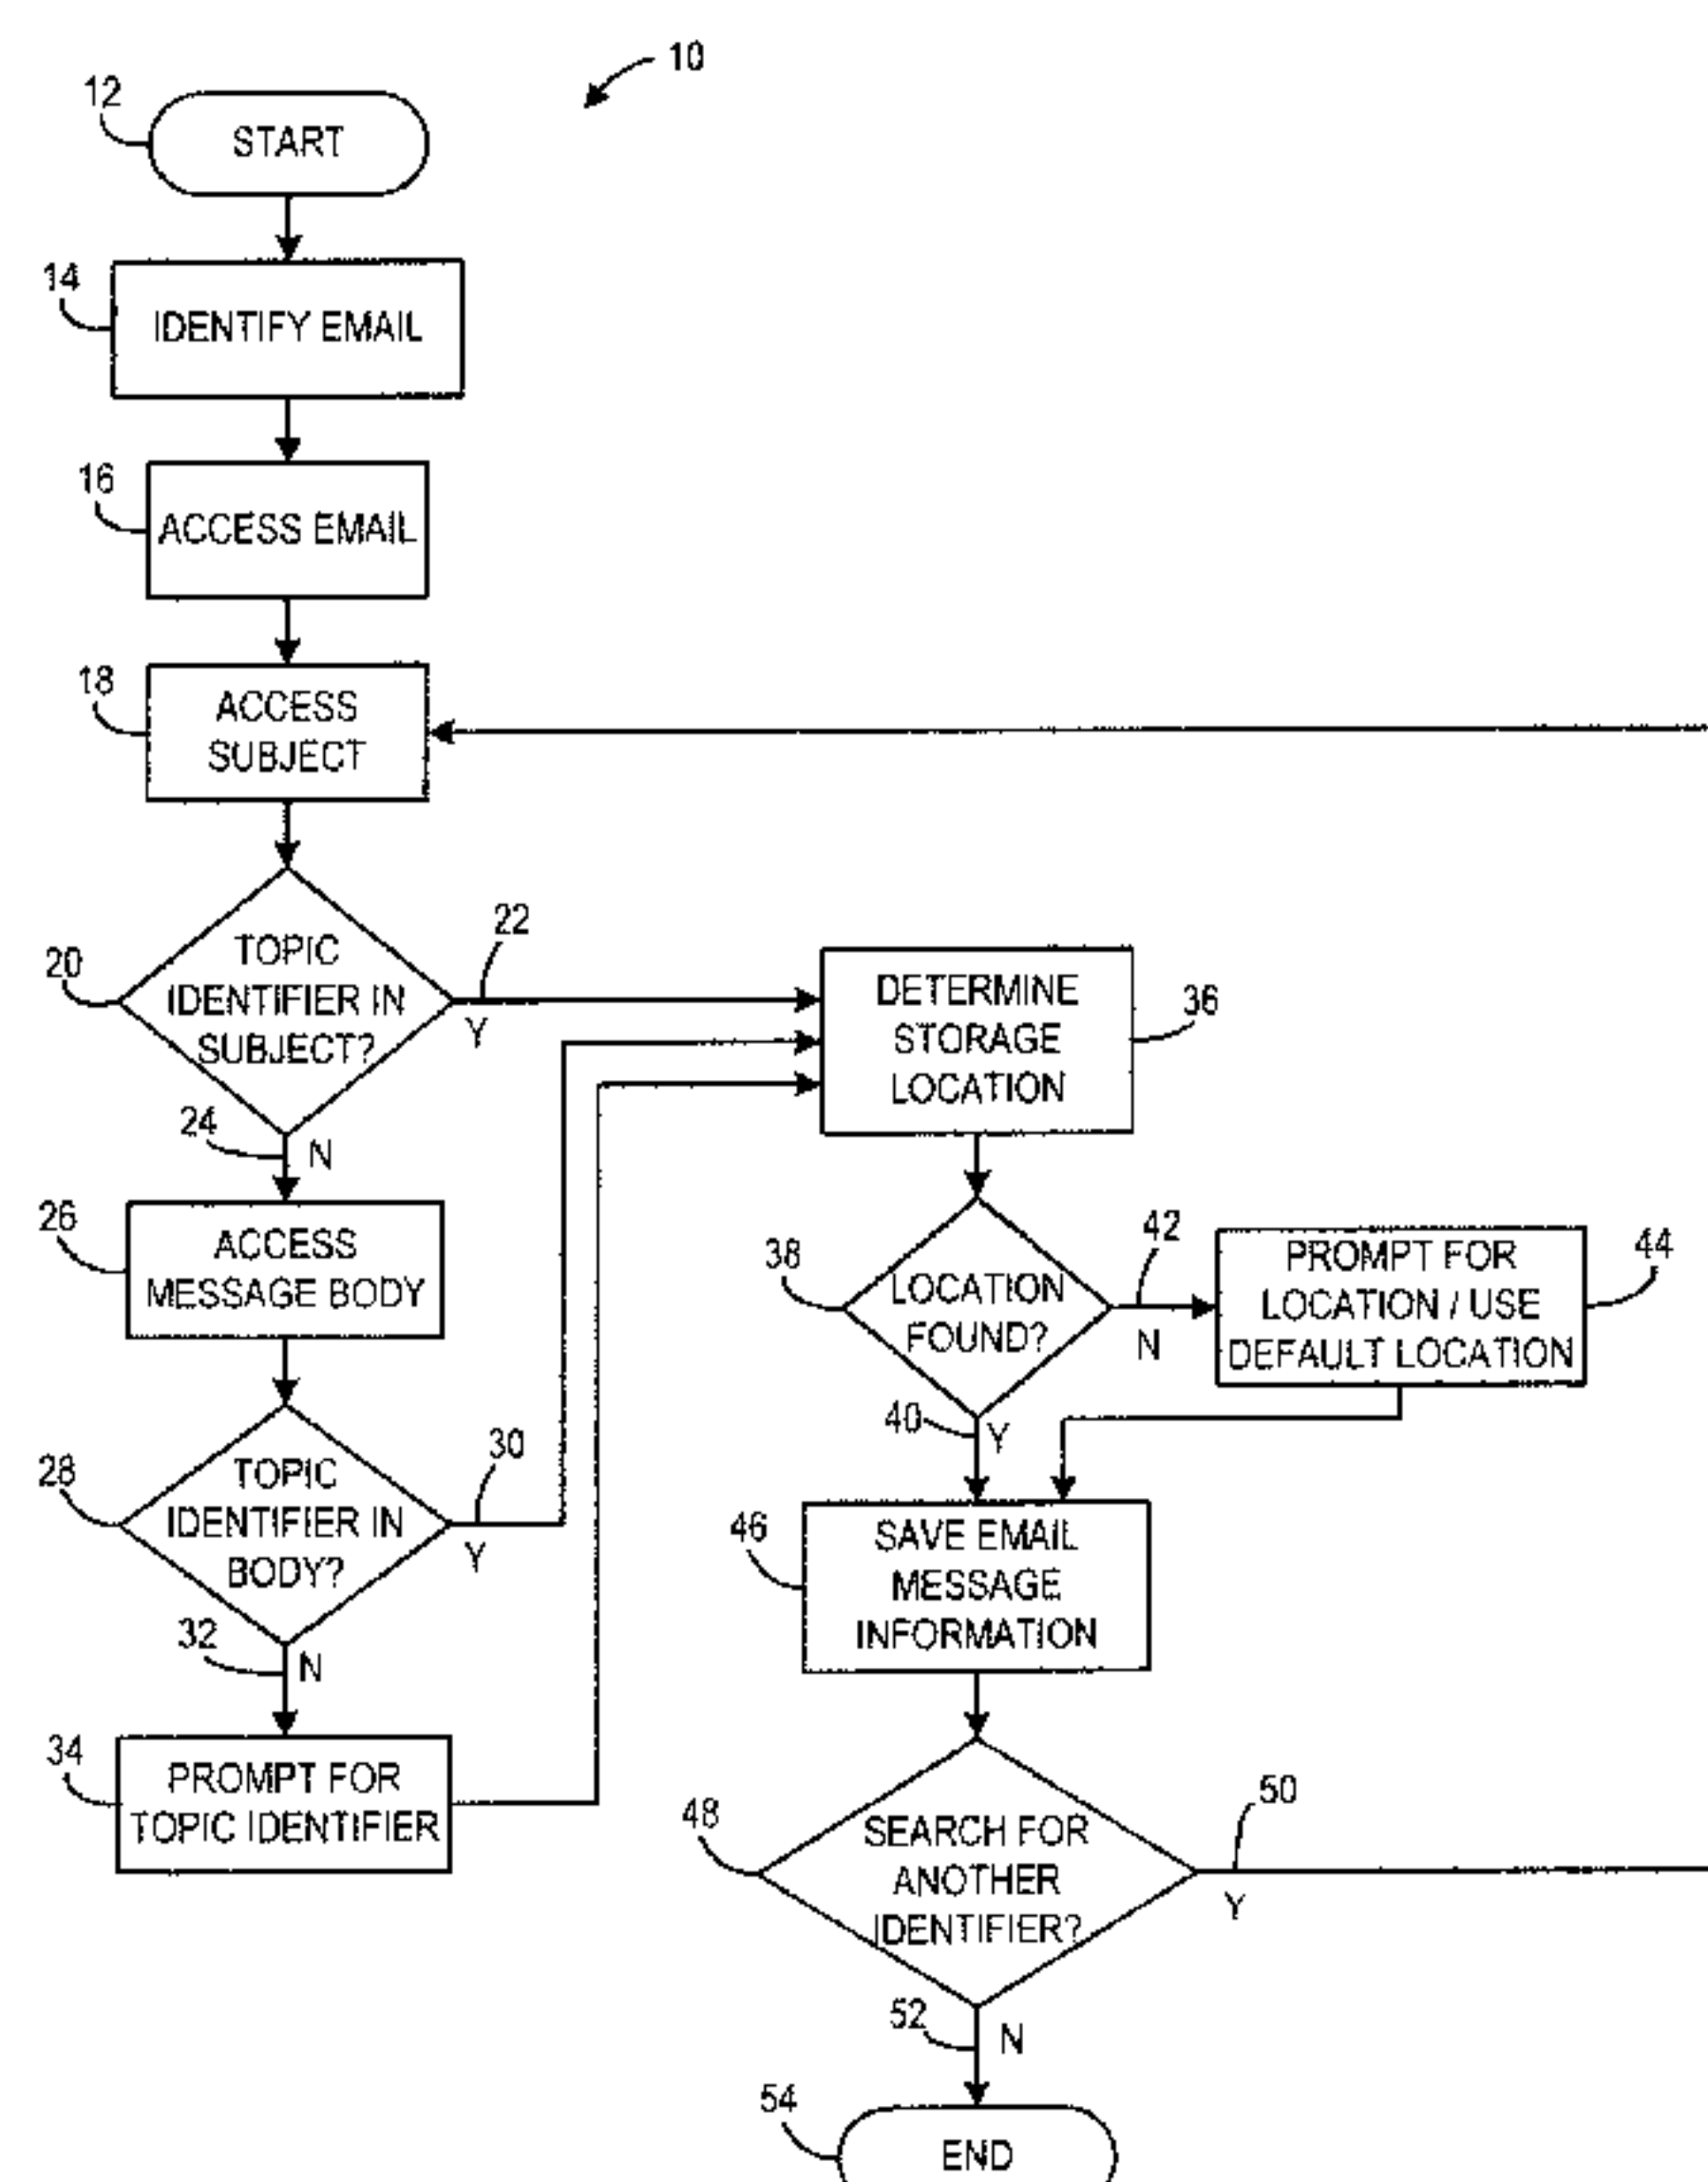 10
12
START
14
IDENTIFY EMAIL
16
ACCESS EMAIL
18
ACCESS
SUBJECT
20
TOPIC
IDENTIFIER IN
SUBJECT?
22
Y
24
N
26
ACCESS
MESSAGE BODY
28
TOPIC
IDENTIFIER IN
BODY?
30
Y
32
N
34
PROMPT FOR
TOPIC IDENTIFIER
DETERMINE
STORAGE
LOCATION
36
38
LOCATION
FOUND?
42
N
PROMPT FOR
LOCATION / USE
DEFAULT LOCATION
44
40
Y
46
SAVE EMAIL
MESSAGE
INFORMATION
48
SEARCH FOR
ANOTHER
IDENTIFIER?
50
Y
52
N
54
END